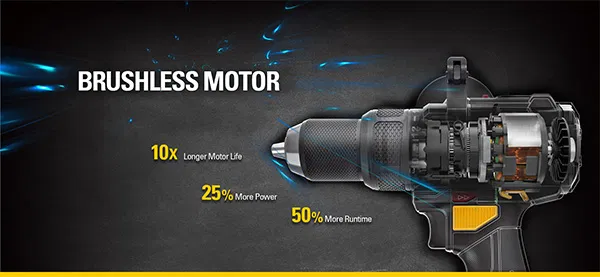 BRUSHLESS MOTOR
10x Longer Motor Life
25% More Power
50% More Runtime